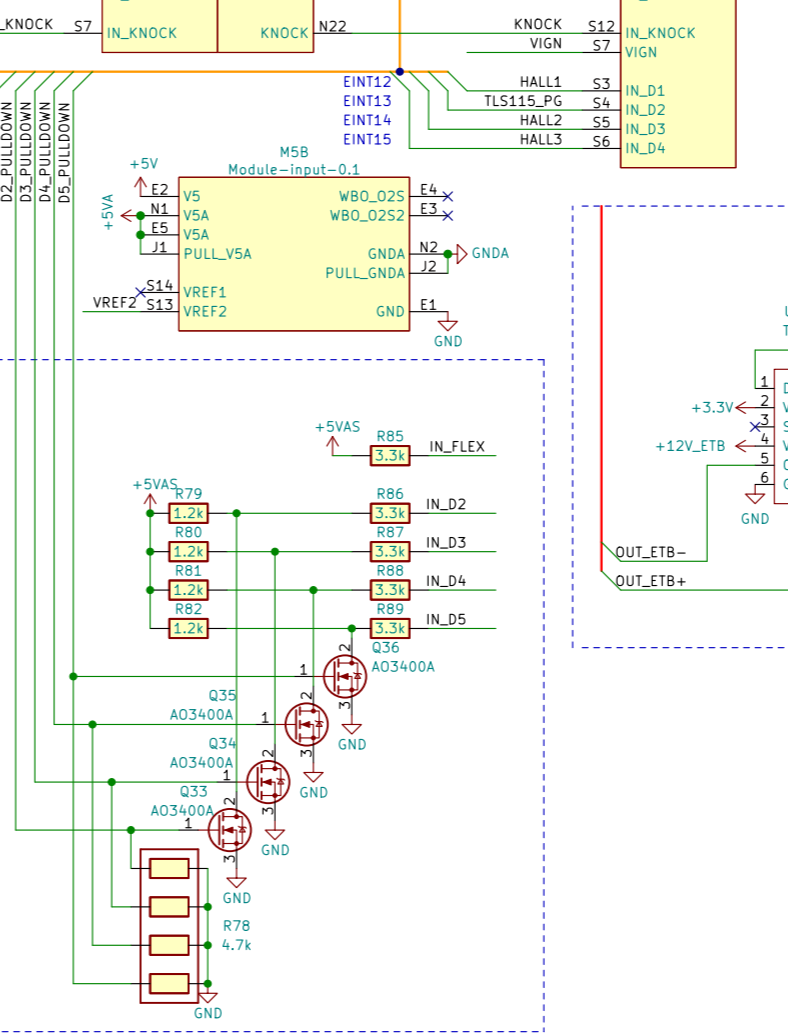 _KNOCK S7 IN_KNOCK KNOCK N22 KNOCK S12 IN_KNOCK
VIGN S7 VIGN
EINT12 HALL1 S3 IN_D1
EINT13 TLS115_PG S4 IN_D2
EINT14 HALL2 S5 IN_D3
EINT15 HALL3 S6 IN_D4
D2_PULLDOWN
D3_PULLDOWN
D4_PULLDOWN
D5_PULLDOWN
M5B
Module-input-0.1
+5V
+5VA
E2 V5 WBO_O2S E4
N1 V5A WBO_O2S2 E3
E5 V5A
J1 PULL_V5A GNDA N2 GNDA
PULL_GNDA J2
S14 VREF1
VREF2 S13 VREF2 GND E1
GND
+5VAS
R85
3.3k IN_FLEX
+5VAS
R79 R86
1.2k 3.3k IN_D2
R80 R87
1.2k 3.3k IN_D3
R81 R88
1.2k 3.3k IN_D4
R82 R89
1.2k 3.3k IN_D5
Q36
AO3400A
1
2
3
GND
Q35
AO3400A
1
2
3
GND
Q34
AO3400A
1
2
3
GND
Q33
AO3400A
1
2
3
GND
R78
4.7k
GND
1
+3.3V 2
3
+12V_ETB 4
5
6
GND
OUT_ETB-
OUT_ETB+